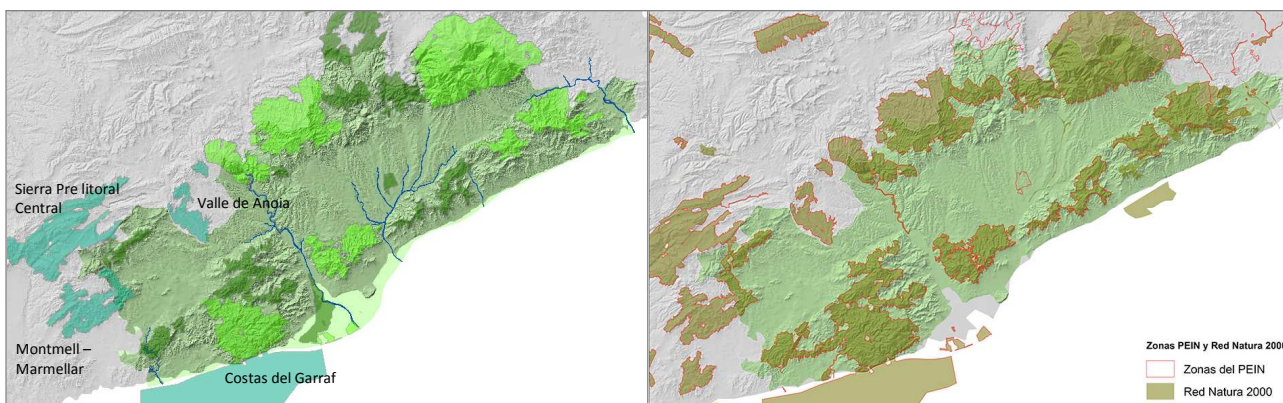 Sierra Pre litoral
Central
Valle de Anoia
Montmell –
Marmellar
Costas del Garraf
Zonas PEIN y Red Natura 2000
Zonas del PEIN
Red Natura 2000